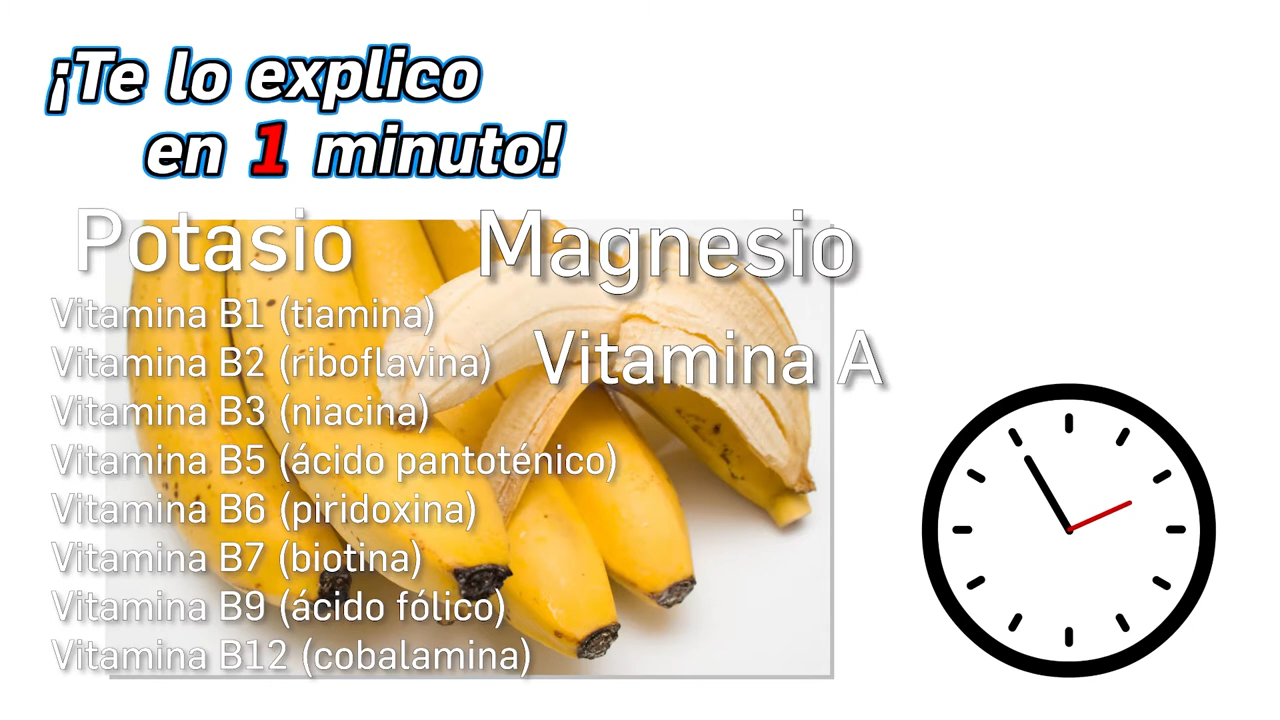 ¡Te lo explico
en 1 minuto!
Potasio
Magnesio
Vitamina A
Vitamina B1 (tiamina)
Vitamina B2 (riboflavina)
Vitamina B3 (niacina)
Vitamina B5 (ácido pantoténico)
Vitamina B6 (piridoxina)
Vitamina B7 (biotina)
Vitamina B9 (ácido fólico)
Vitamina B12 (cobalamina)